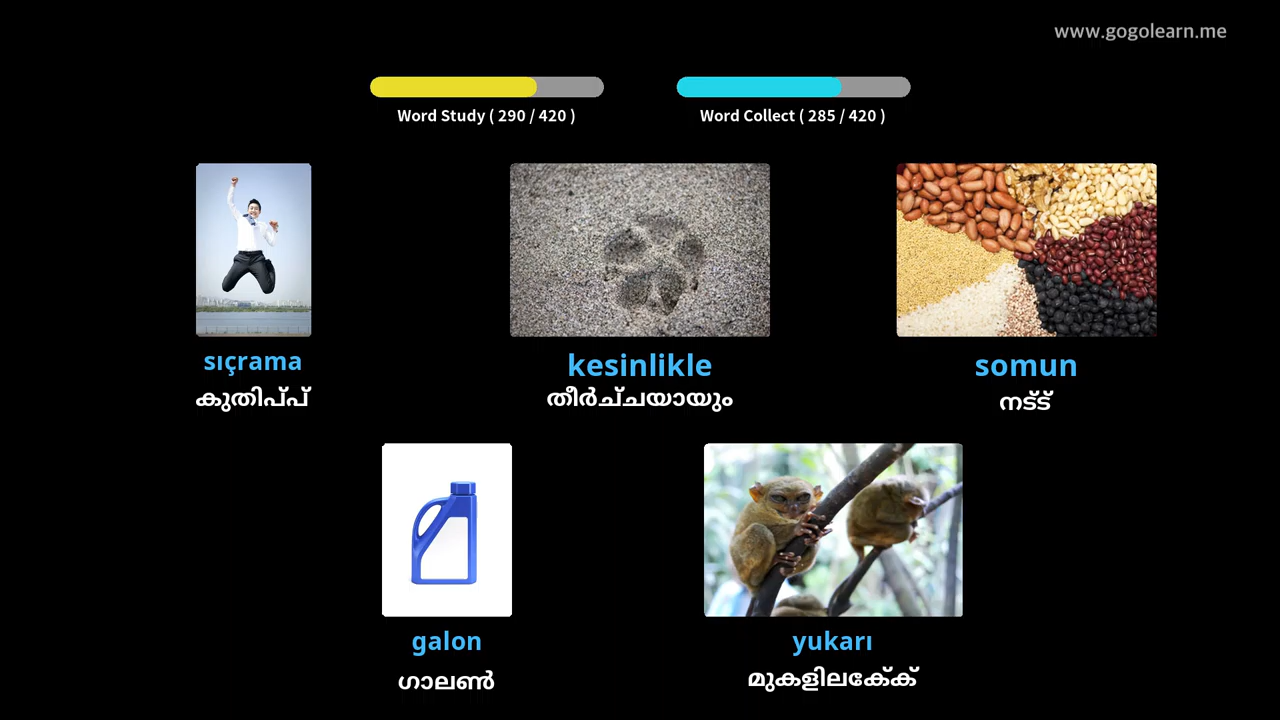 www.gogolearn.me
Word Study ( 290 / 420 )
Word Collect ( 285 / 420 )
sıçrama
കുതിപ്പ്
kesinlikle
തീർച്ചയായും
somun
നട്ട്
galon
ഗാലൺ
yukarı
മുകളിലേക്ക്